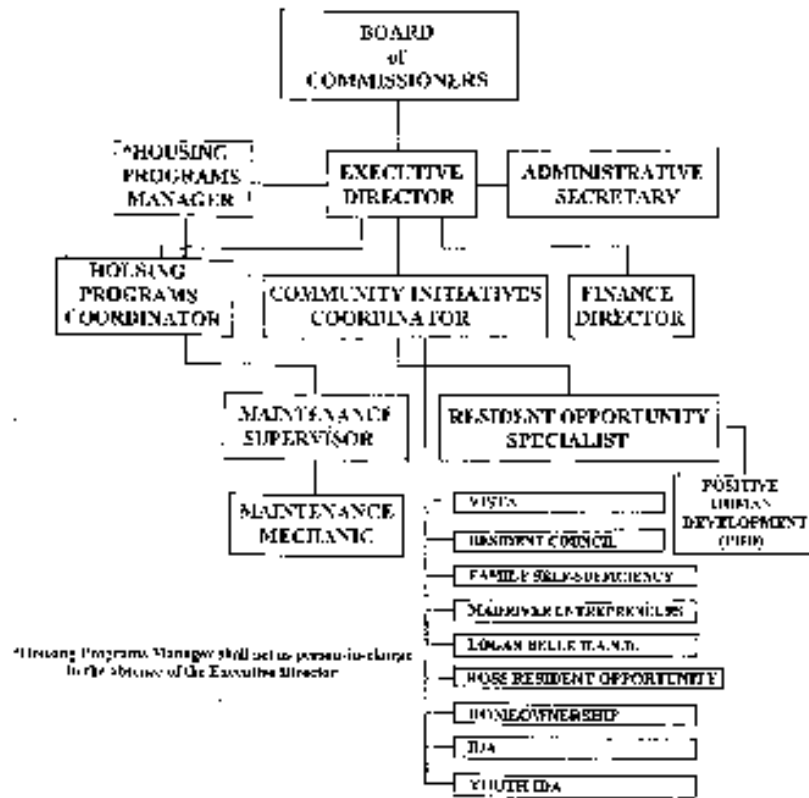 BOARD
of
COMMISSIONERS
*HOUSING
PROGRAMS
MANAGER
EXECUTIVE
DIRECTOR
ADMINISTRATIVE
SECRETARY
HOUSING
PROGRAMS
COORDINATOR
COMMUNITY INITIATIVES
COORDINATOR
FINANCE
DIRECTOR
MAINTENANCE
SUPERVISOR
RESIDENT OPPORTUNITY
SPECIALIST
MAINTENANCE
MECHANIC
POSITIVE
HUMAN
DEVELOPMENT
VISTA
RESIDENT COUNCIL
FAMILY SELF-SUFFICIENCY
MAD RIVER ENTREPRENEURS
LOGAN BELLE H.A.N.D.
ROSS RESIDENT OPPORTUNITY
HOMEOWNERSHIP
IDA
YOUTH IDA
*Housing Programs Manager shall act as person-in-charge
in the absence of the Executive Director